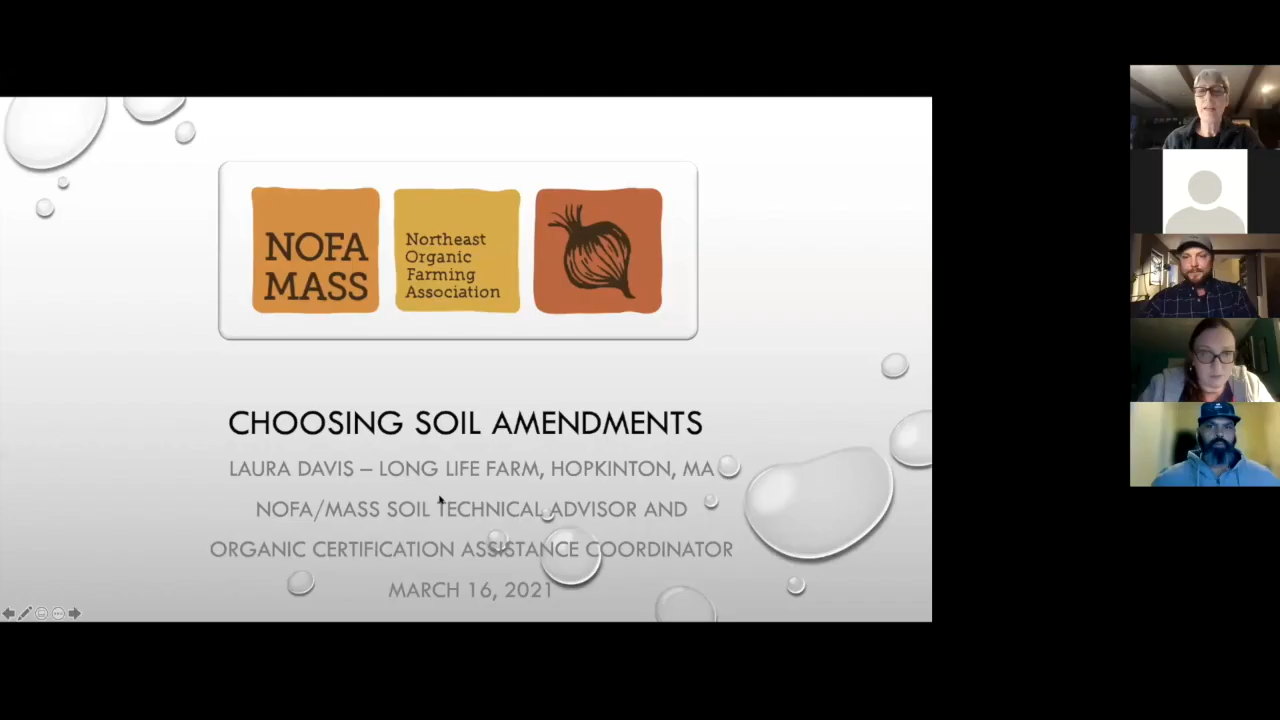 NOFA
MASS
Northeast
Organic
Farming
Association
CHOOSING SOIL AMENDMENTS
LAURA DAVIS – LONG LIFE FARM, HOPKINTON, MA
NOFA/MASS SOIL TECHNICAL ADVISOR AND
ORGANIC CERTIFICATION ASSISTANCE COORDINATOR
MARCH 16, 2021